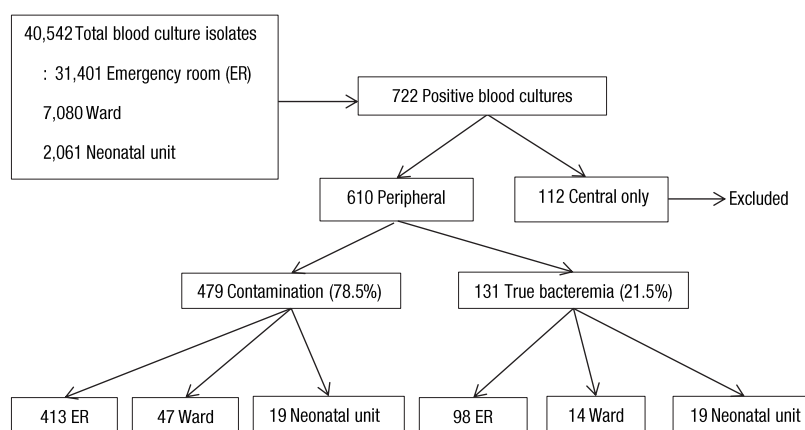 40,542 Total blood culture isolates
: 31,401 Emergency room (ER)
7,080 Ward
2,061 Neonatal unit
722 Positive blood cultures
610 Peripheral
112 Central only
Excluded
479 Contamination (78.5%)
131 True bacteremia (21.5%)
413 ER
47 Ward
19 Neonatal unit
98 ER
14 Ward
19 Neonatal unit